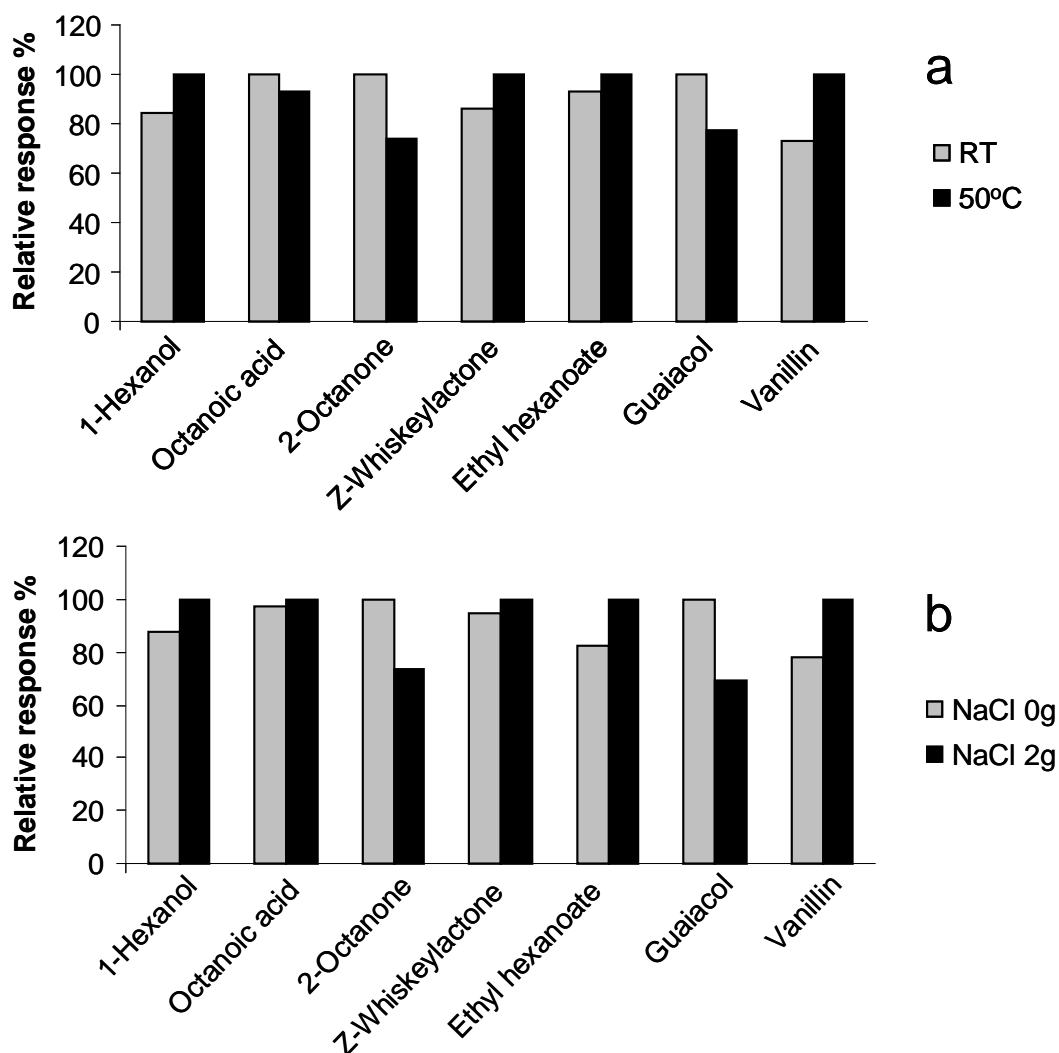 Relative response %
120
100
80
60
40
20
0
1-Hexanol
Octanoic acid
2-Octanone
Z-Whiskeylactone
Ethyl hexanoate
Guaiacol
Vanillin
a
RT
50ºC
Relative response %
120
100
80
60
40
20
0
1-Hexanol
Octanoic acid
2-Octanone
Z-Whiskeylactone
Ethyl hexanoate
Guaiacol
Vanillin
b
NaCl 0g
NaCl 2g